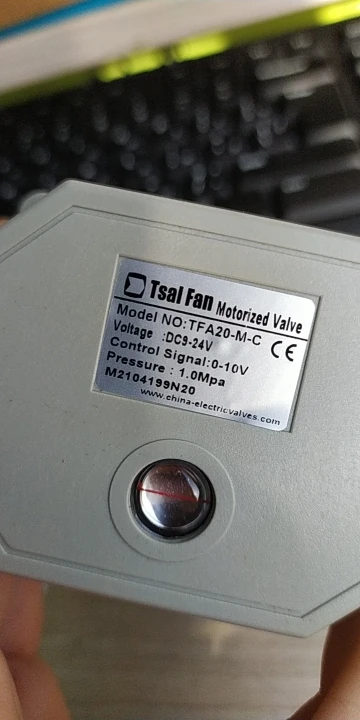 Tsai Fan Motorized Valve
Model NO:TFA20-M-C
Voltage :DC9-24V
Control Signal:0-10V
Pressure : 1.0Mpa
M2104199N20
www.china-electricvalves.com
CE